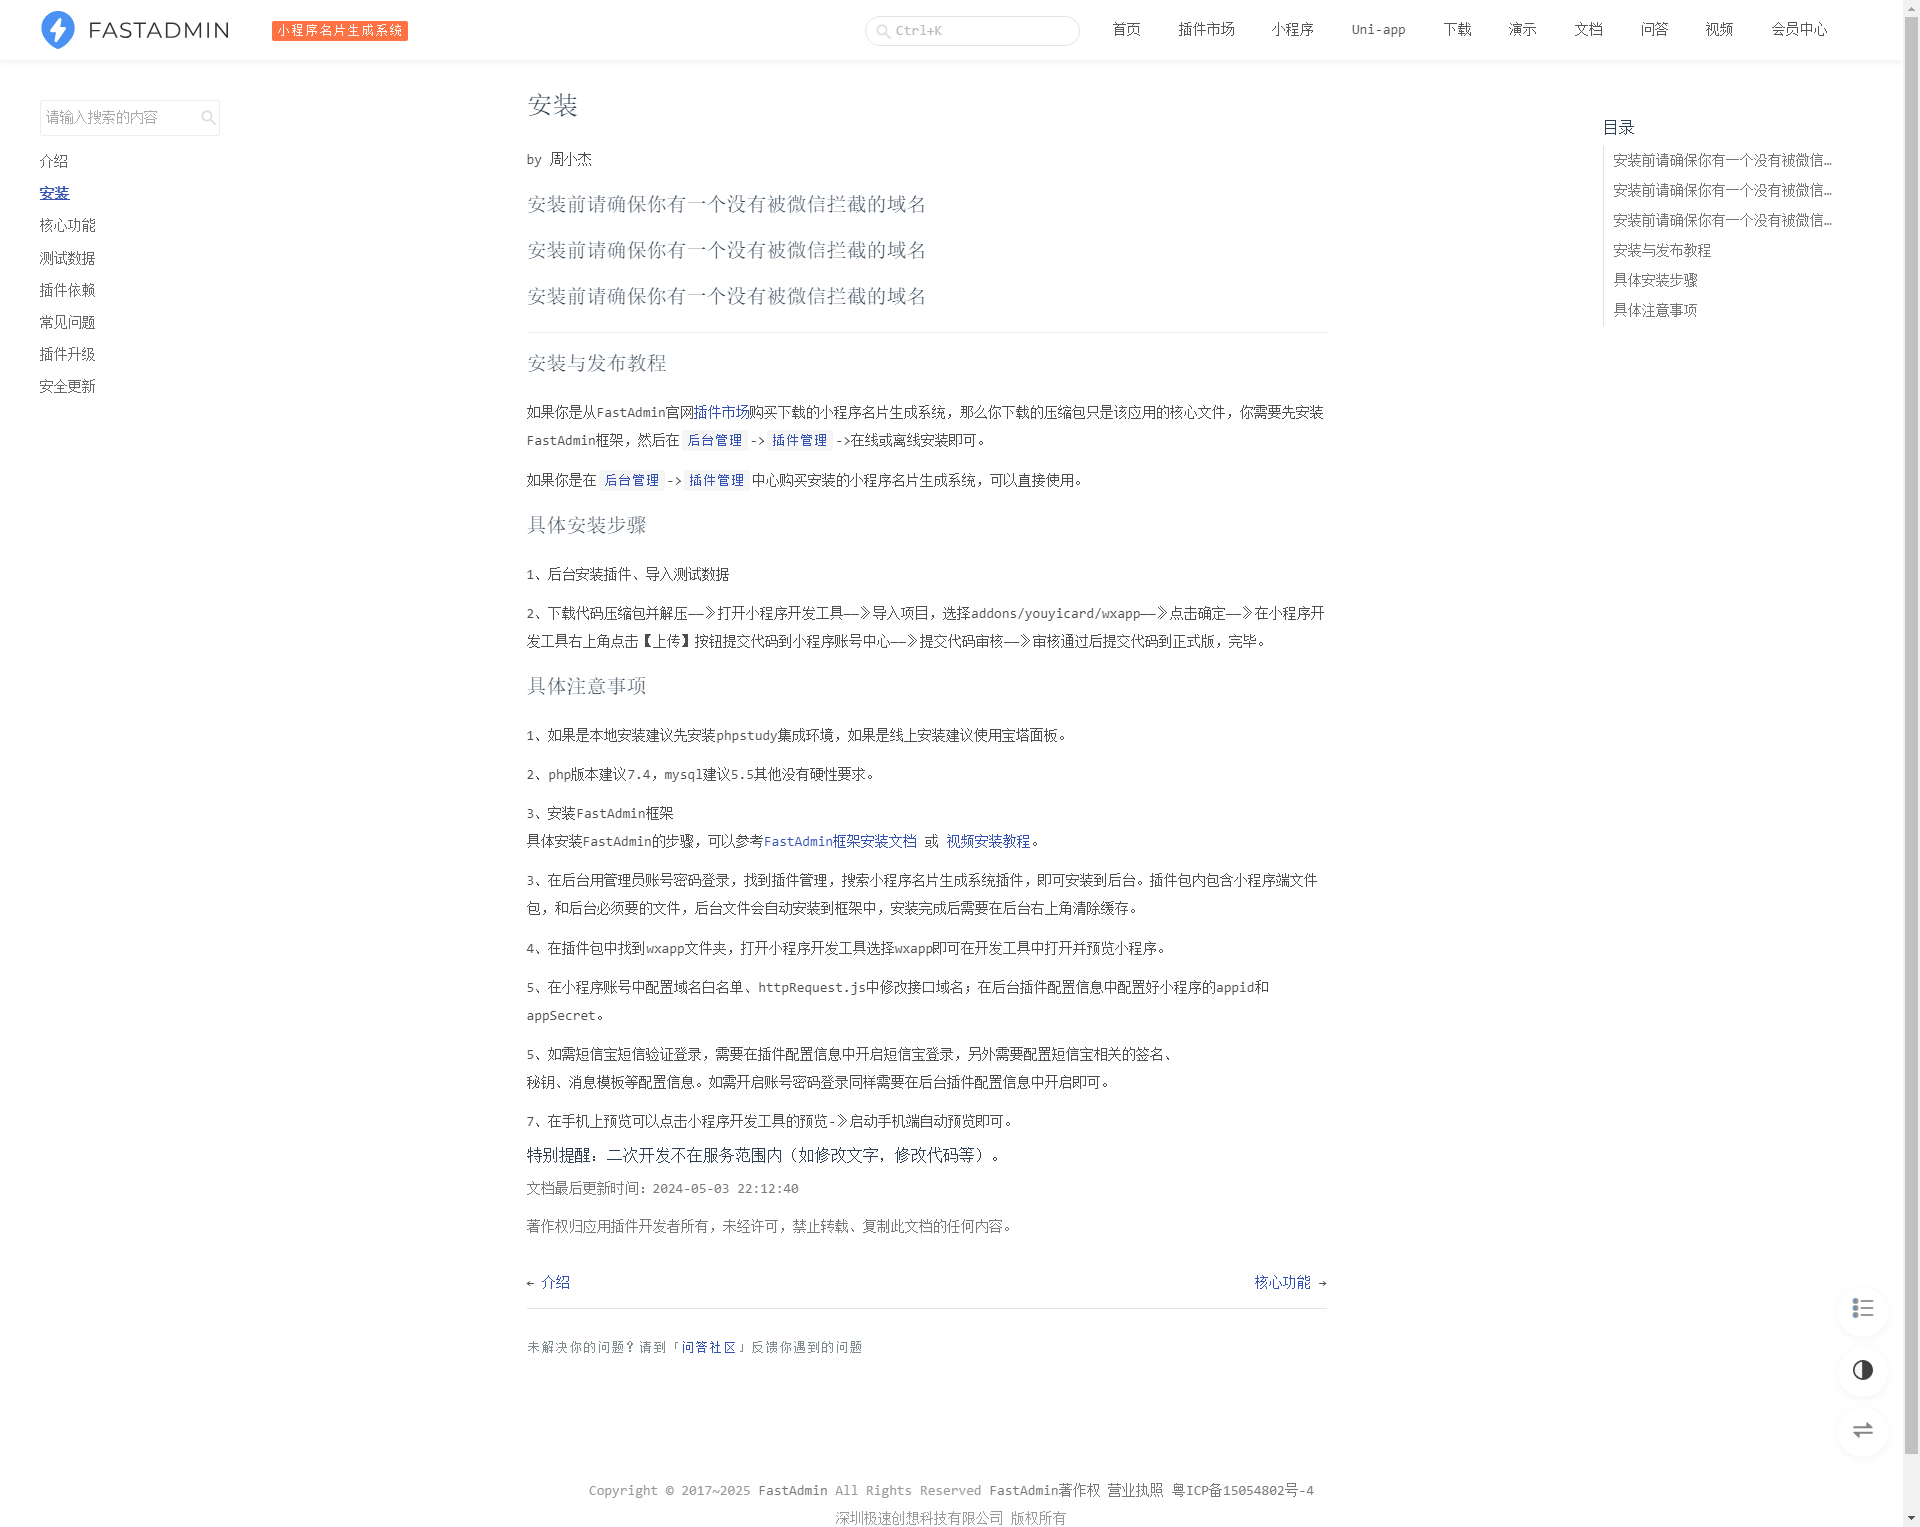 FASTADMIN
小程序名片生成系统
Ctrl+K
首页
插件市场
小程序
Uni-app
下载
演示
文档
问答
视频
会员中心
请输入搜索的内容
介绍
安装
核心功能
测试数据
插件依赖
常见问题
插件升级
安全更新
安装
by 周小杰
安装前请确保你有一个没有被微信拦截的域名
安装前请确保你有一个没有被微信拦截的域名
安装前请确保你有一个没有被微信拦截的域名
安装与发布教程
如果你是从FastAdmin官网插件市场购买下载的小程序名片生成系统，那么你下载的压缩包只是该应用的核心文件，你需要先安装
FastAdmin框架，然后在 后台管理 -> 插件管理 ->在线或离线安装即可。
如果你是在 后台管理 -> 插件管理 中心购买安装的小程序名片生成系统，可以直接使用。
具体安装步骤
1、后台安装插件、导入测试数据
2、下载代码压缩包并解压——》打开小程序开发工具——》导入项目，选择addons/youyicard/wxapp——》点击确定——》在小程序开
发工具右上角点击【上传】按钮提交代码到小程序账号中心——》提交代码审核——》审核通过后提交代码到正式版，完毕。
具体注意事项
1、如果是本地安装建议先安装phpstudy集成环境，如果是线上安装建议使用宝塔面板。
2、php版本建议7.4，mysql建议5.5其他没有硬性要求。
3、安装FastAdmin框架
具体安装FastAdmin的步骤，可以参考FastAdmin框架安装文档 或 视频安装教程。
3、在后台用管理员账号密码登录，找到插件管理，搜索小程序名片生成系统插件，即可安装到后台。插件包内包含小程序端文件
包，和后台必须要的文件，后台文件会自动安装到框架中，安装完成后需要在后台右上角清除缓存。
4、在插件包中找到wxapp文件夹，打开小程序开发工具选择wxapp即可在开发工具中打开并预览小程序。
5、在小程序账号中配置域名白名单、httpRequest.js中修改接口域名；在后台插件配置信息中配置好小程序的appid和
appSecret。
5、如需短信宝短信验证登录，需要在插件配置信息中开启短信宝登录，另外需要配置短信宝相关的签名、
秘钥、消息模板等配置信息。如需开启账号密码登录同样需要在后台插件配置信息中开启即可。
7、在手机上预览可以点击小程序开发工具的预览-》启动手机端自动预览即可。
特别提醒：二次开发不在服务范围内（如修改文字，修改代码等）。
文档最后更新时间：2024-05-03 22:12:40
著作权归应用插件开发者所有，未经许可，禁止转载、复制此文档的任何内容。
← 介绍
核心功能 →
未解决你的问题？请到「问答社区」反馈你遇到的问题
目录
安装前请确保你有一个没有被微信…
安装前请确保你有一个没有被微信…
安装前请确保你有一个没有被微信…
安装与发布教程
具体安装步骤
具体注意事项
Copyright © 2017~2025 FastAdmin All Rights Reserved FastAdmin著作权 营业执照 粤ICP备15054802号-4
深圳极速创想科技有限公司 版权所有